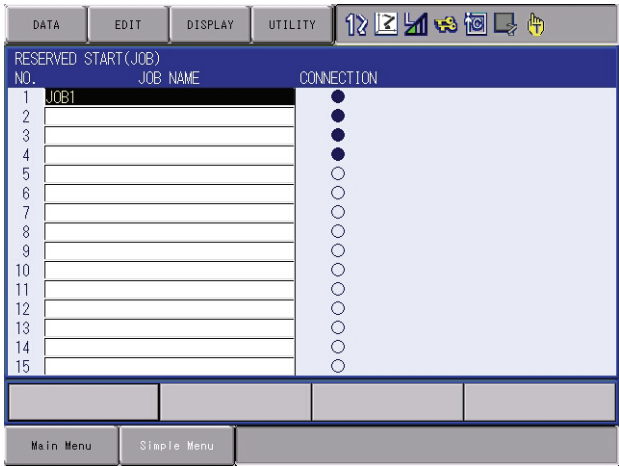 DATA EDIT DISPLAY UTILITY
RESERVED START(JOB)
NO. JOB NAME CONNECTION
1 JOB1
2
3
4
5
6
7
8
9
10
11
12
13
14
15
Main Menu Simple Menu